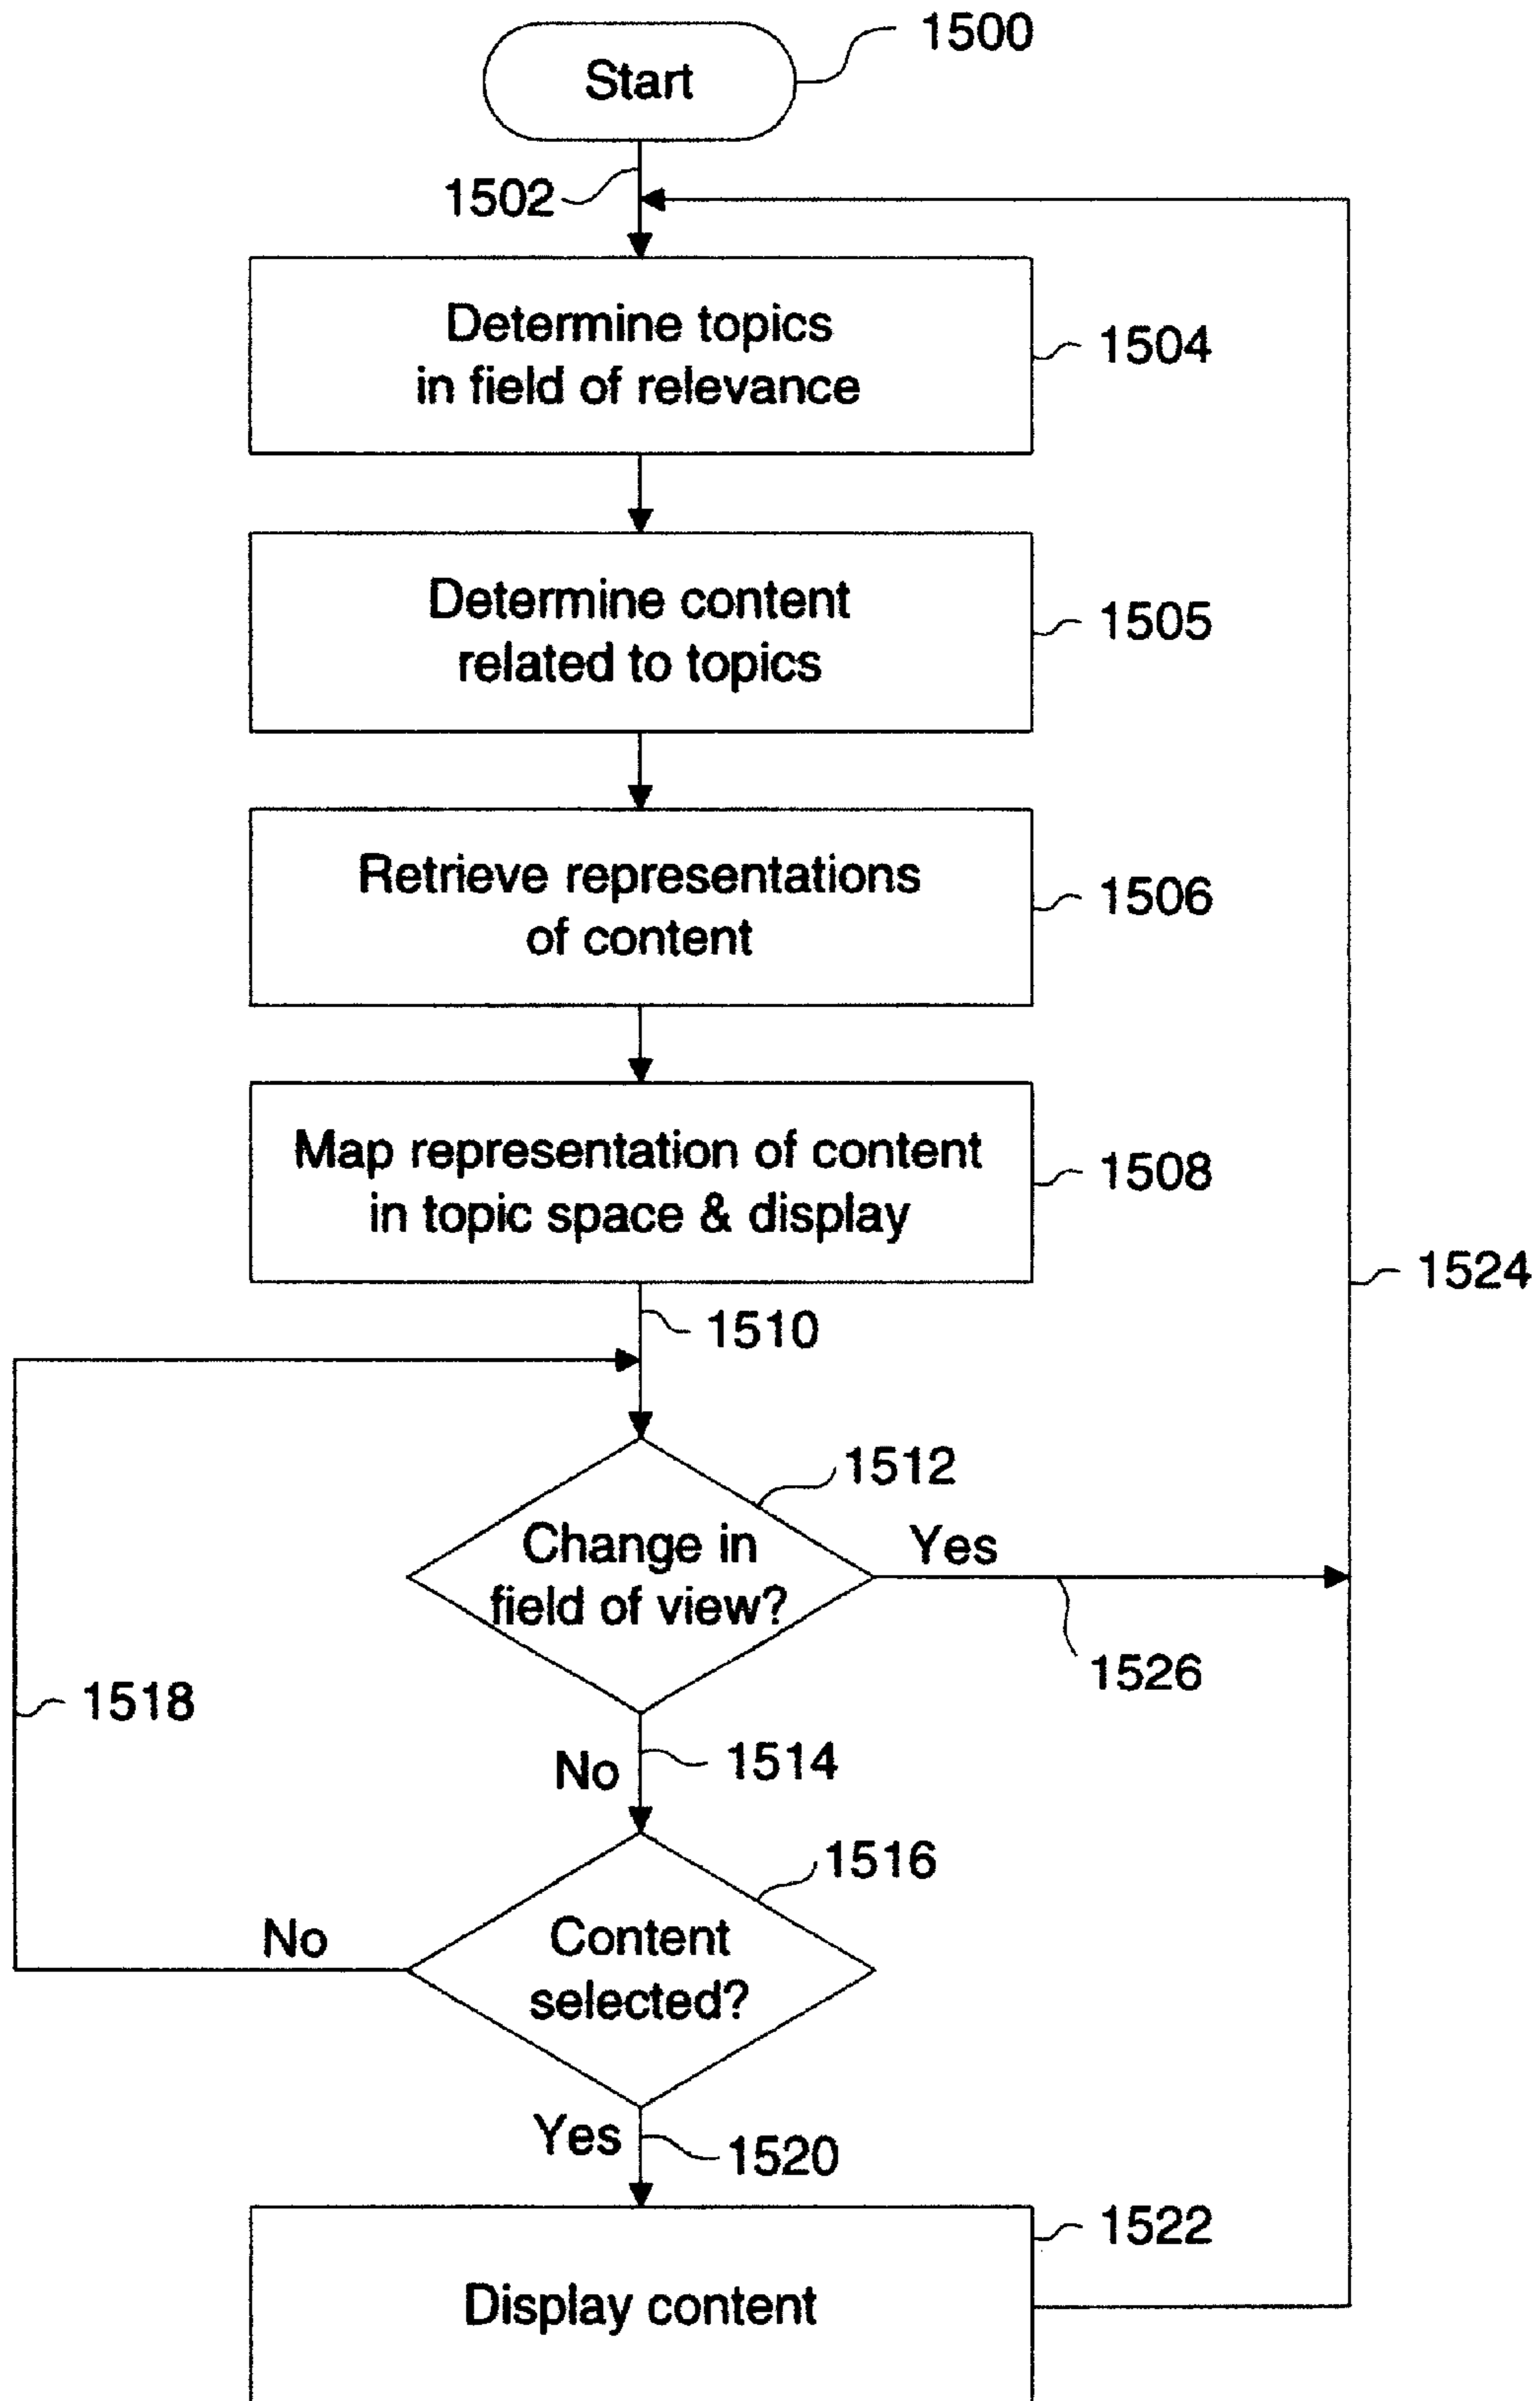 1500
Start
1502
Determine topics
in field of relevance
1504
Determine content
related to topics
1505
Retrieve representations
of content
1506
Map representation of content
in topic space & display
1508
1524
1510
1512
Change in
field of view?
Yes
1526
1518
No
1514
1516
Content
selected?
No
Yes
1520
1522
Display content